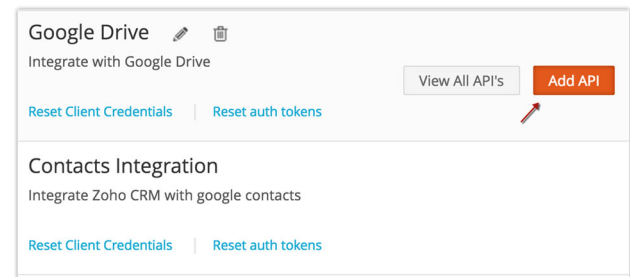 Google Drive
Integrate with Google Drive
View All API's
Add API
Reset Client Credentials
Reset auth tokens
Contacts Integration
Integrate Zoho CRM with google contacts
Reset Client Credentials
Reset auth tokens